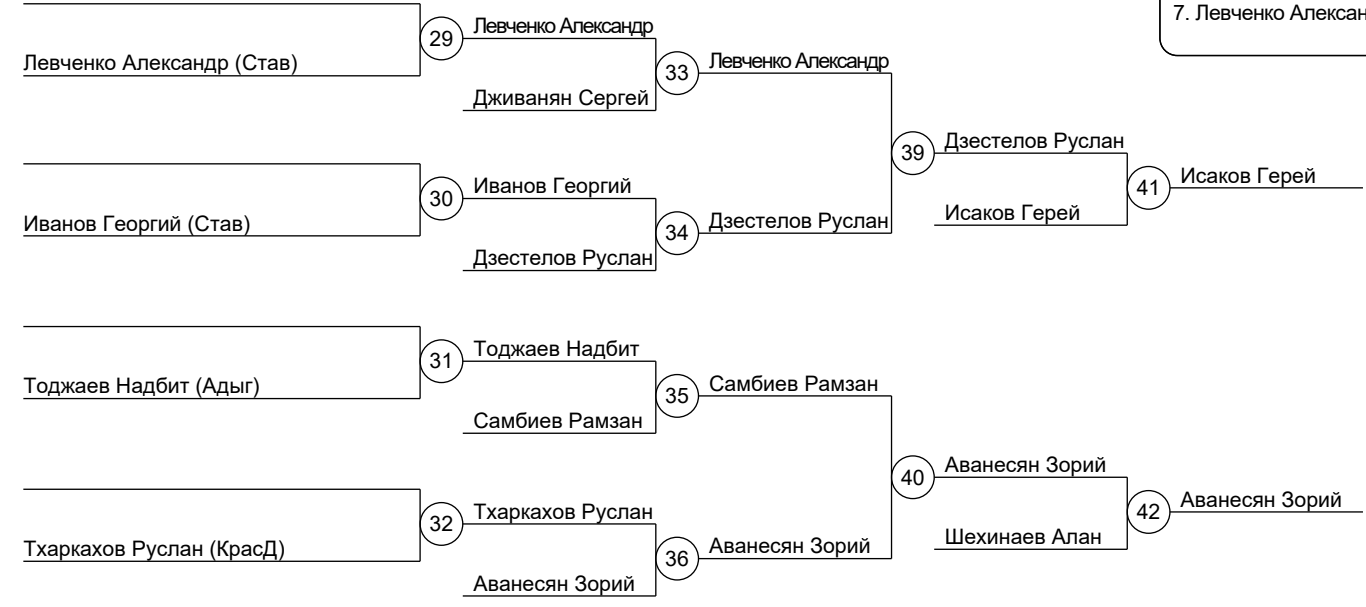 7. Левченко Алексан
29
Левченко Александр
Левченко Александр (Став)
33
Левченко Александр
Дживанян Сергей
39
Дзестелов Руслан
30
Иванов Георгий
41
Исаков Герей
Иванов Георгий (Став)
34
Дзестелов Руслан
Исаков Герей
Дзестелов Руслан
31
Тоджаев Надбит
Тоджаев Надбит (Адыг)
35
Самбиев Рамзан
Самбиев Рамзан
40
Аванесян Зорий
32
Тхаркахов Руслан
42
Аванесян Зорий
Тхаркахов Руслан (КрасД)
36
Аванесян Зорий
Шехинаев Алан
Аванесян Зорий